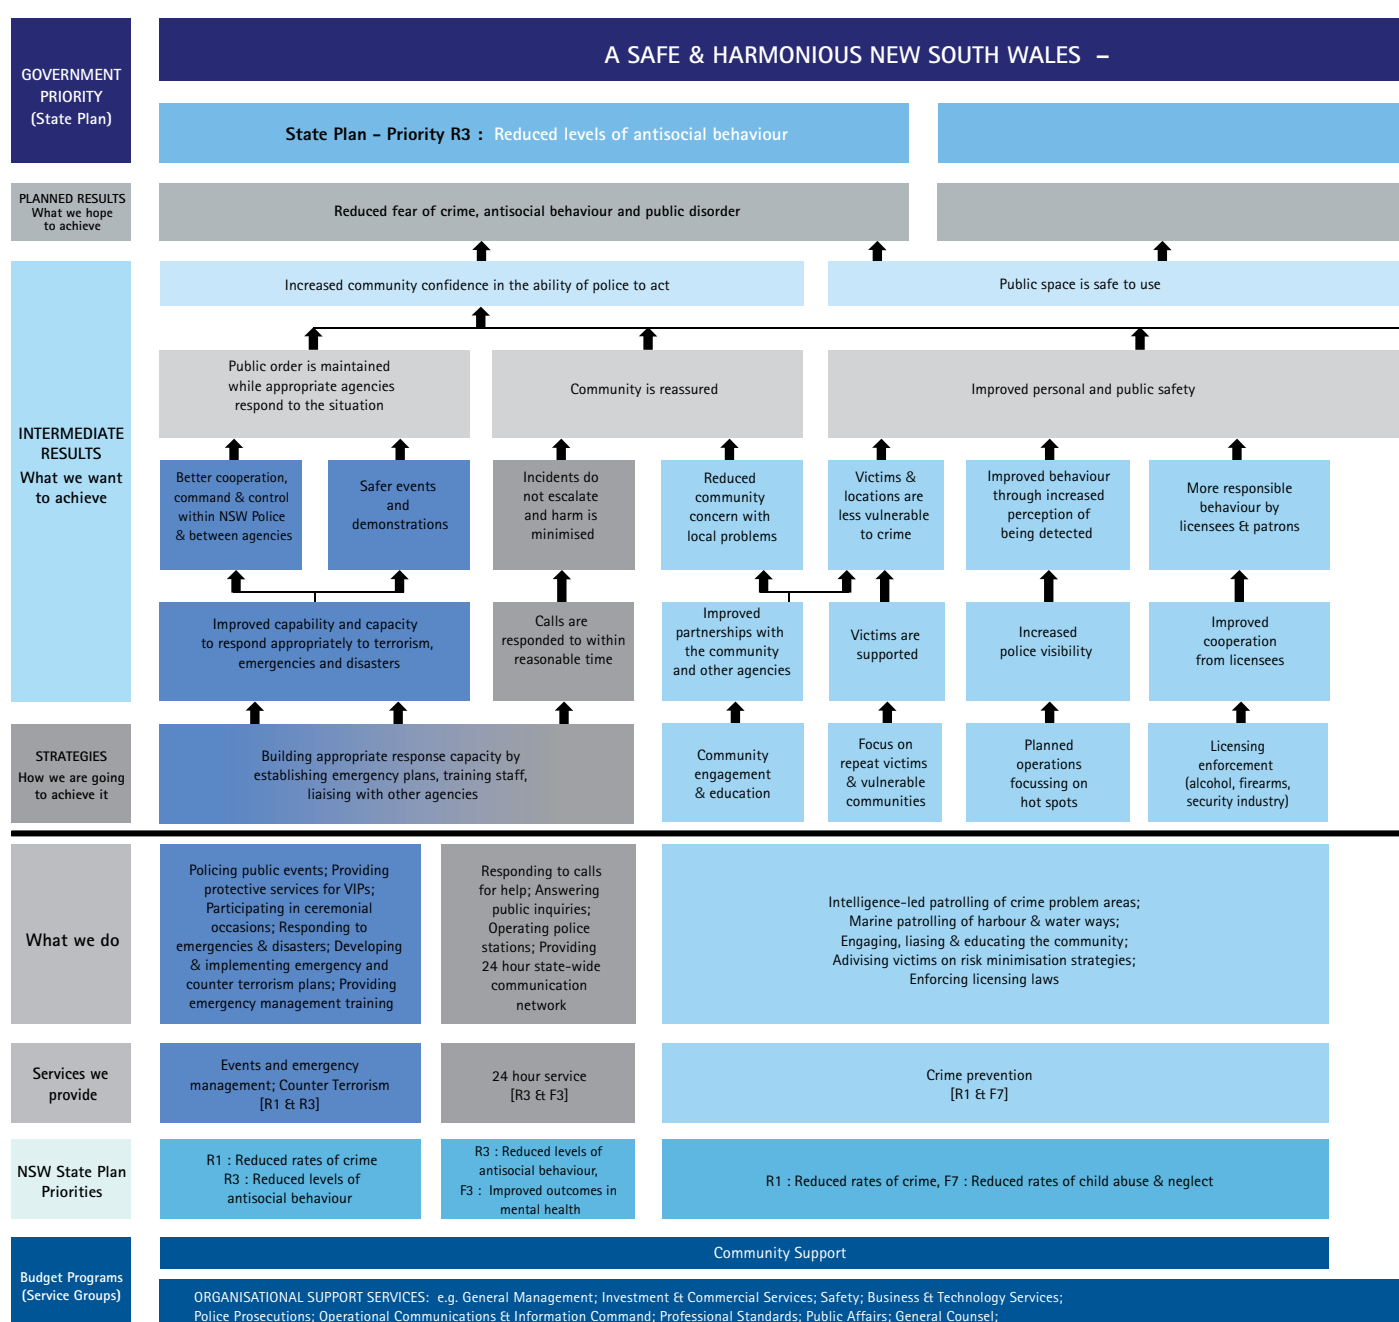 GOVERNMENT
PRIORITY
(State Plan)
A SAFE & HARMONIOUS NEW SOUTH WALES –
State Plan - Priority R3 : Reduced levels of antisocial behaviour
PLANNED RESULTS
What we hope
to achieve
Reduced fear of crime, antisocial behaviour and public disorder
INTERMEDIATE
RESULTS
What we want
to achieve
Increased community confidence in the ability of police to act
Public space is safe to use
Public order is maintained
while appropriate agencies
respond to the situation
Community is reassured
Improved personal and public safety
Better cooperation,
command & control
within NSW Police
& between agencies
Safer events
and
demonstrations
Incidents do
not escalate
and harm is
minimised
Reduced
community
concern with
local problems
Victims &
locations are
less vulnerable
to crime
Improved behaviour
through increased
perception of
being detected
More responsible
behaviour by
licensees & patrons
Improved capability and capacity
to respond appropriately to terrorism,
emergencies and disasters
Calls are
responded to within
reasonable time
Improved
partnerships with
the community
and other agencies
Victims are
supported
Increased
police visibility
Improved
cooperation
from licensees
STRATEGIES
How we are going
to achieve it
Building appropriate response capacity by
establishing emergency plans, training staff,
liaising with other agencies
Community
engagement
& education
Focus on
repeat victims
& vulnerable
communities
Planned
operations
focussing on
hot spots
Licensing
enforcement
(alcohol, firearms,
security industry)
What we do
Policing public events; Providing
protective services for VIPs;
Participating in ceremonial
occasions; Responding to
emergencies & disasters; Developing
& implementing emergency and
counter terrorism plans; Providing
emergency management training
Responding to calls
for help; Answering
public inquiries;
Operating police
stations; Providing
24 hour state-wide
communication
network
Intelligence-led patrolling of crime problem areas;
Marine patrolling of harbour & water ways;
Engaging, liasing & educating the community;
Adivising victims on risk minimisation strategies;
Enforcing licensing laws
Services we
provide
Events and emergency
management; Counter Terrorism
[R1 & R3]
24 hour service
[R3 & F3]
Crime prevention
[R1 & F7]
NSW State Plan
Priorities
R1 : Reduced rates of crime
R3 : Reduced levels of
antisocial behaviour
R3 : Reduced levels of
antisocial behaviour,
F3 : Improved outcomes in
mental health
R1 : Reduced rates of crime, F7 : Reduced rates of child abuse & neglect
Budget Programs
(Service Groups)
Community Support
ORGANISATIONAL SUPPORT SERVICES: e.g. General Management; Investment & Commercial Services; Safety; Business & Technology Services;
Police Prosecutions; Operational Communications & Information Command; Professional Standards; Public Affairs; General Counsel;